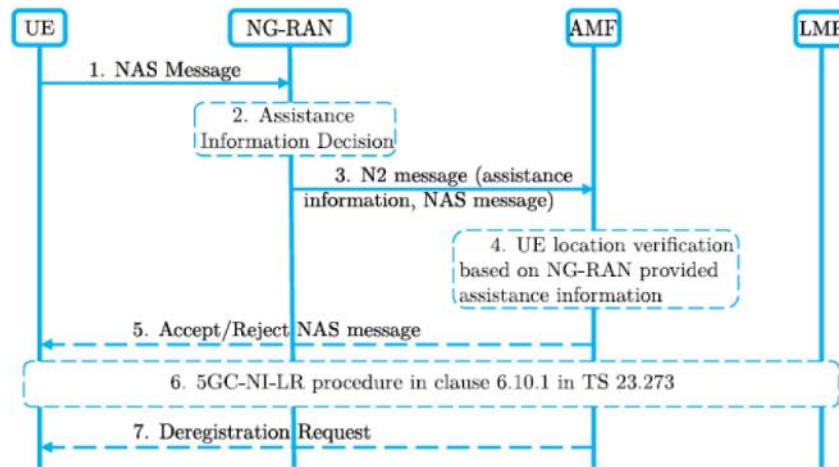 UE NG-RAN AMF LMF
1. NAS Message
2. Assistance
Information Decision
3. N2 message (assistance
information, NAS message)
4. UE location verification
based on NG-RAN provided
assistance information
5. Accept/Reject NAS message
6. 5GC-NI-LR procedure in clause 6.10.1 in TS 23.273
7. Deregistration Request